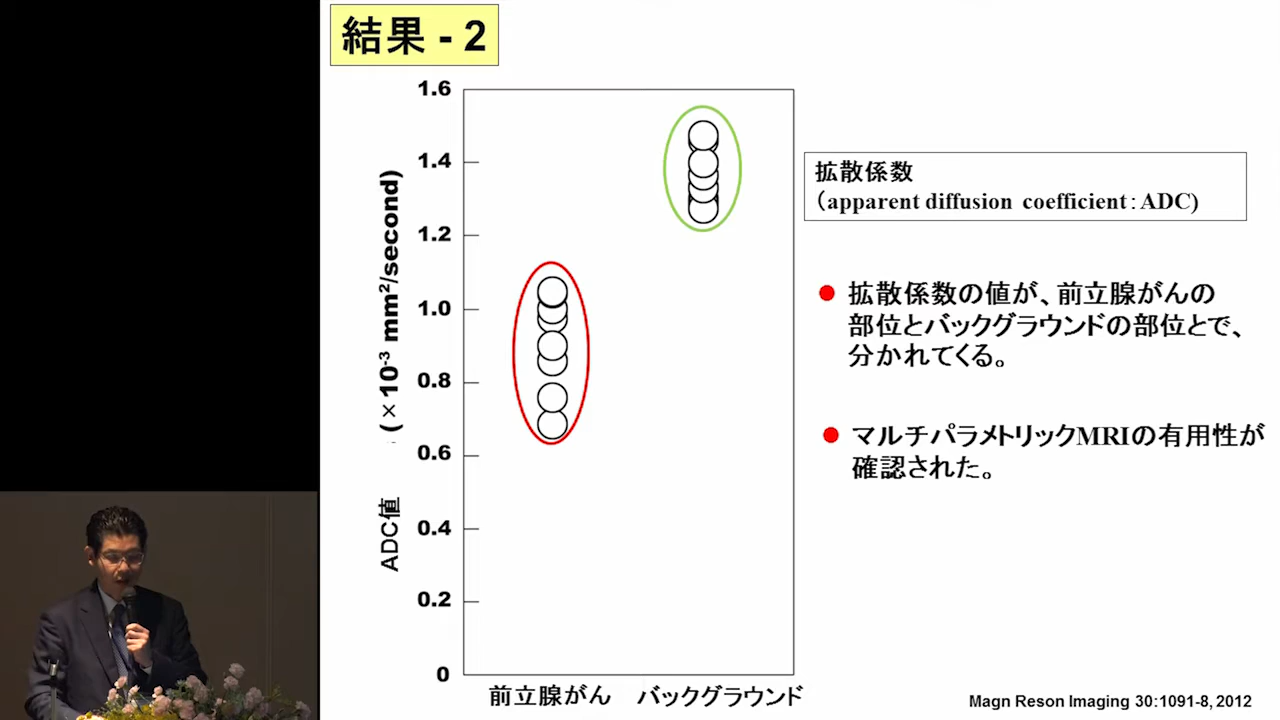 結果 - 2
1.6
1.4
1.2
1.0
0.8
0.6
0.4
0.2
0
ADC値 (×10⁻³ mm²/second)
前立腺がん バックグラウンド
拡散係数
（apparent diffusion coefficient：ADC)
● 拡散係数の値が、前立腺がんの
部位とバックグラウンドの部位とで、
分かれてくる。
● マルチパラメトリックMRIの有用性が
確認された。
Magn Reson Imaging 30:1091-8, 2012